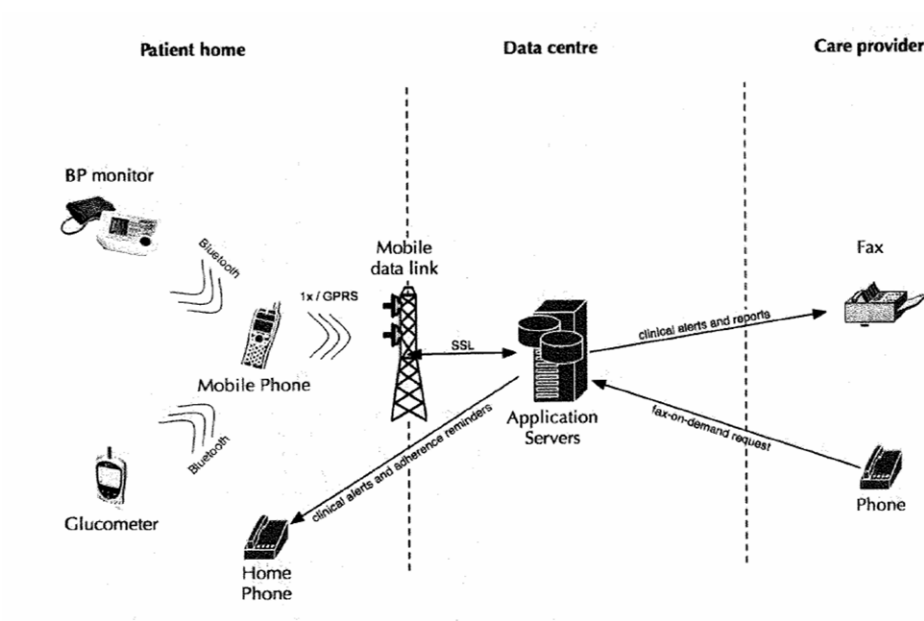 Patient home
Data centre
Care provider
BP monitor
Bluetooth
Mobile
data link
1x / GPRS
Mobile Phone
SSL
Application
Servers
clinical alerts and reports
Fax
fax-on-demand request
Phone
Bluetooth
Glucometer
clinical alerts and adherence reminders
Home
Phone